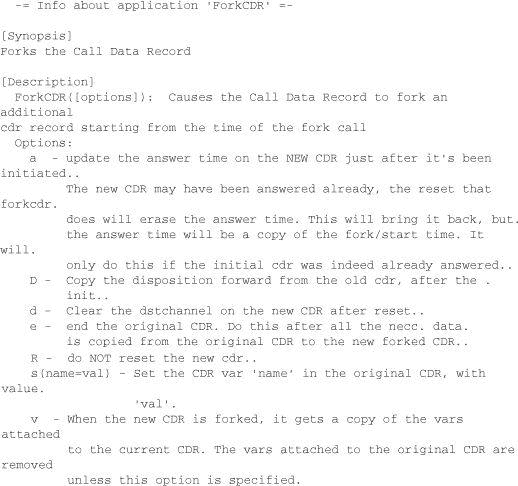 -= Info about application 'ForkCDR' =-
[Synopsis]
Forks the Call Data Record
[Description]
ForkCDR([options]):  Causes the Call Data Record to fork an
additional
cdr record starting from the time of the fork call
Options:
a  - update the answer time on the NEW CDR just after it's been
initiated..
The new CDR may have been answered already, the reset that
forkcdr.
does will erase the answer time. This will bring it back, but.
the answer time will be a copy of the fork/start time. It
will.
only do this if the initial cdr was indeed already answered..
D -  Copy the disposition forward from the old cdr, after the .
init..
d -  Clear the dstchannel on the new CDR after reset..
e -  end the original CDR. Do this after all the necc. data.
is copied from the original CDR to the new forked CDR..
R -  do NOT reset the new cdr..
s(name=val) - Set the CDR var 'name' in the original CDR, with
value.
'val'.
v  - When the new CDR is forked, it gets a copy of the vars
attached
to the current CDR. The vars attached to the original CDR are
removed
unless this option is specified.